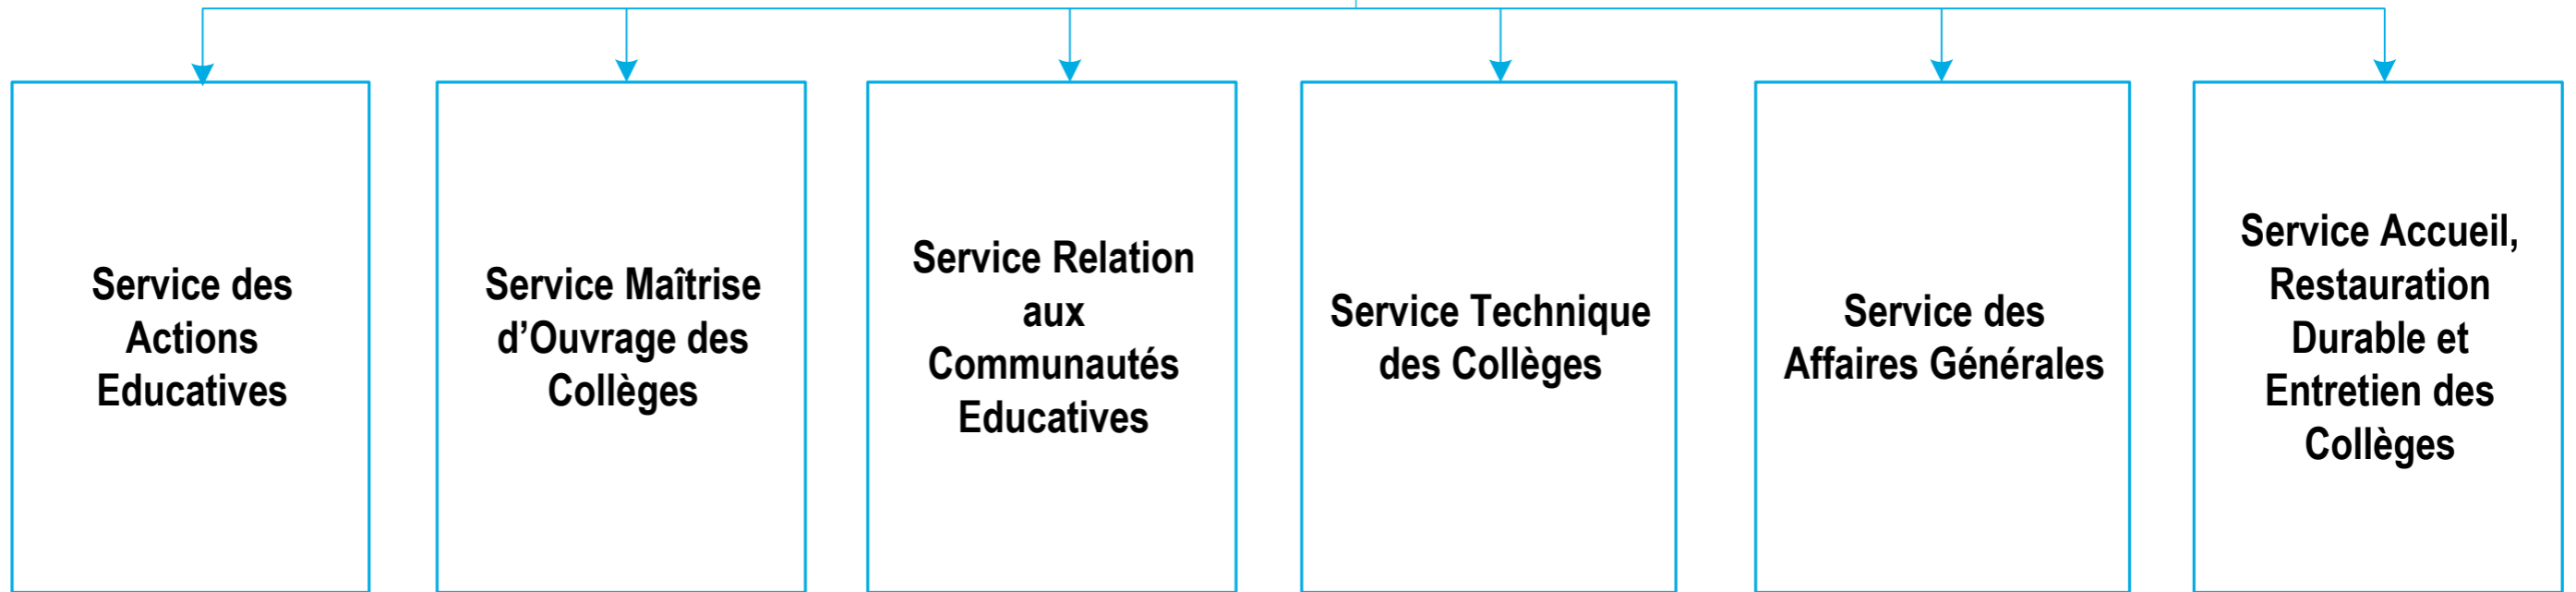 Service des
Actions
Educatives
Service Maîtrise
d’Ouvrage des
Collèges
Service Relation
aux
Communautés
Educatives
Service Technique
des Collèges
Service des
Affaires Générales
Service Accueil,
Restauration
Durable et
Entretien des
Collèges